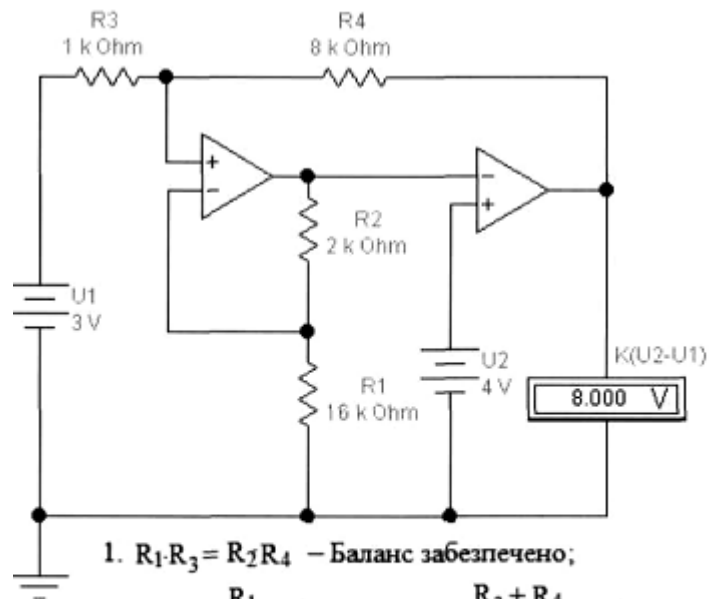 R3
1 k Ohm
R4
8 k Ohm
+
−
−
+
R2
2 k Ohm
U1
3 V
R1
16 k Ohm
U2
4 V
K(U2-U1)
8.000 V
1. R₁·R₃ = R₂R₄ – Баланс забезпечено;